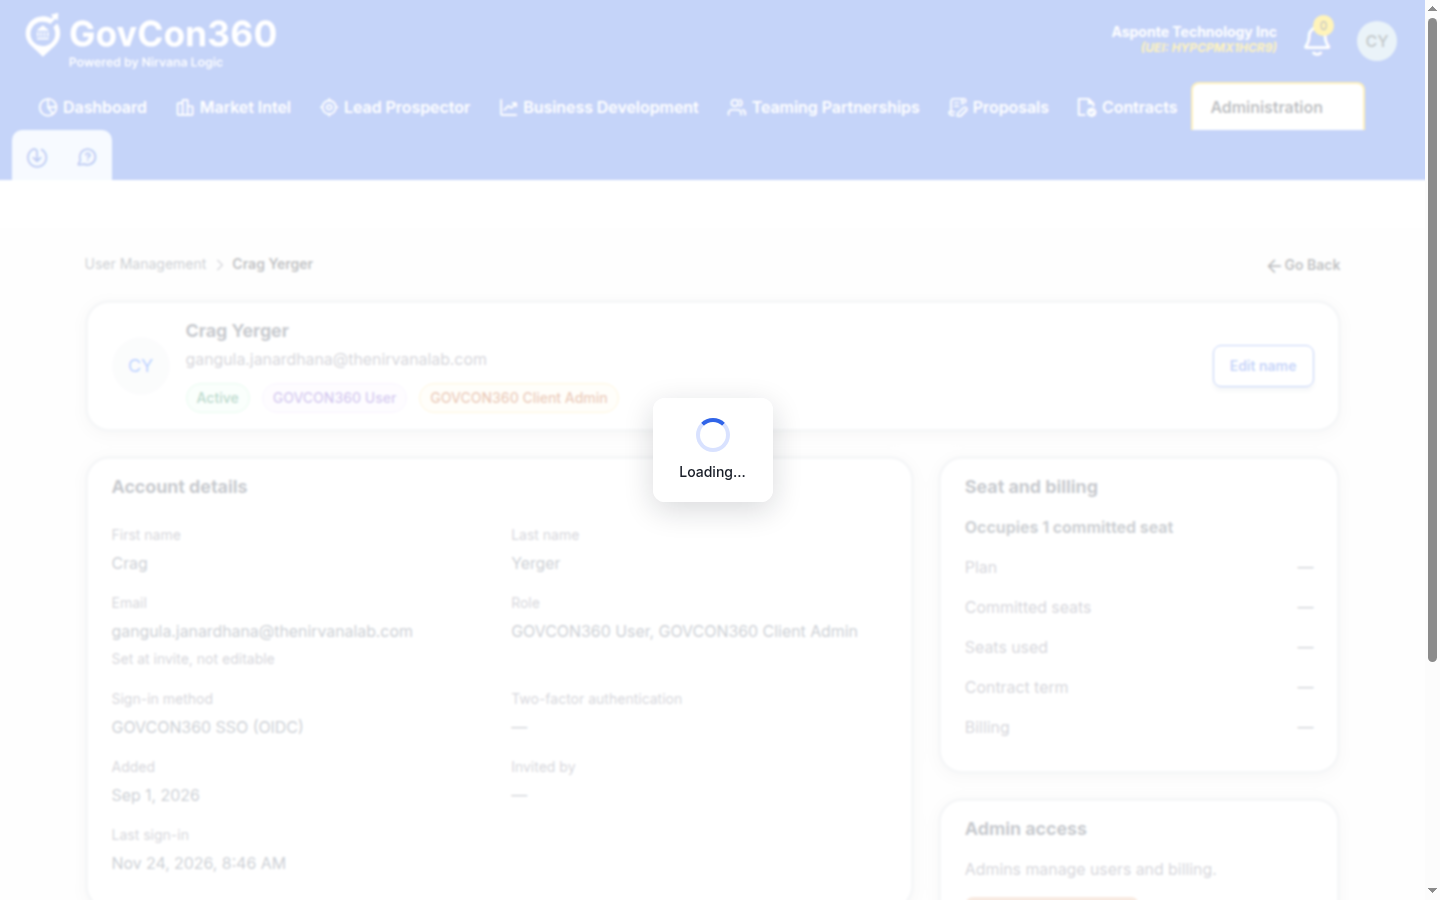 GovCon360
Powered by Nirvana Logic
Asponte Technology Inc
(UEI: HYPCPMX1HCR9)
0
CY
Dashboard
Market Intel
Lead Prospector
Business Development
Teaming Partnerships
Proposals
Contracts
Administration
User Management > Crag Yerger
Go Back
CY
Crag Yerger
gangula.janardhana@thenirvanalab.com
Active
GOVCON360 User
GOVCON360 Client Admin
Edit name
Loading...
Account details
First name
Crag
Last name
Yerger
Email
gangula.janardhana@thenirvanalab.com
Set at invite, not editable
Role
GOVCON360 User, GOVCON360 Client Admin
Sign-in method
GOVCON360 SSO (OIDC)
Two-factor authentication
—
Added
Sep 1, 2026
Invited by
—
Last sign-in
Nov 24, 2026, 8:46 AM
Seat and billing
Occupies 1 committed seat
Plan —
Committed seats —
Seats used —
Contract term —
Billing —
Admin access
Admins manage users and billing.